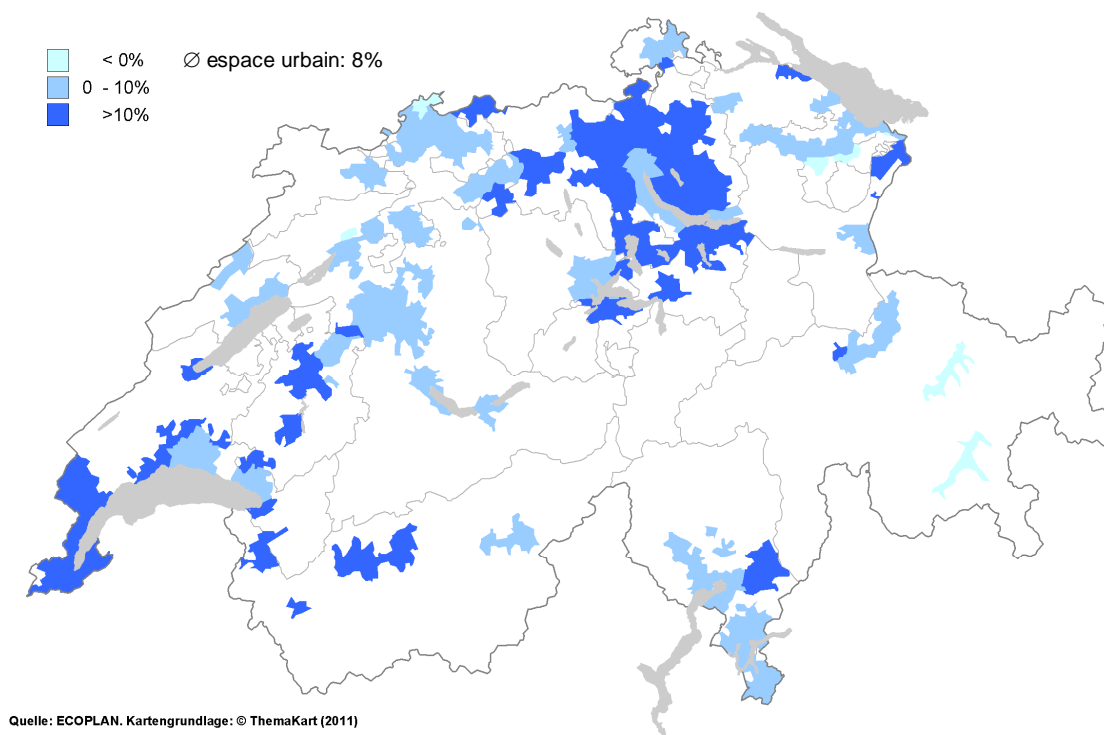 < 0%
∅ espace urbain: 8%
0 - 10%
>10%
Quelle: ECOPLAN. Kartengrundlage: © ThemaKart (2011)